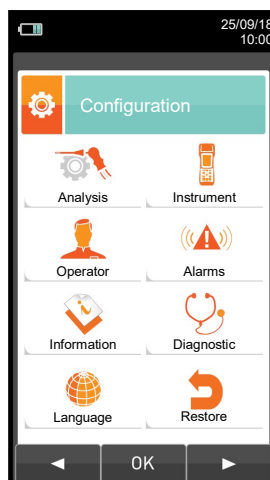 25/09/18
10:00
Configuration
Analysis
Instrument
Operator
Alarms
Information
Diagnostic
Language
Restore
OK